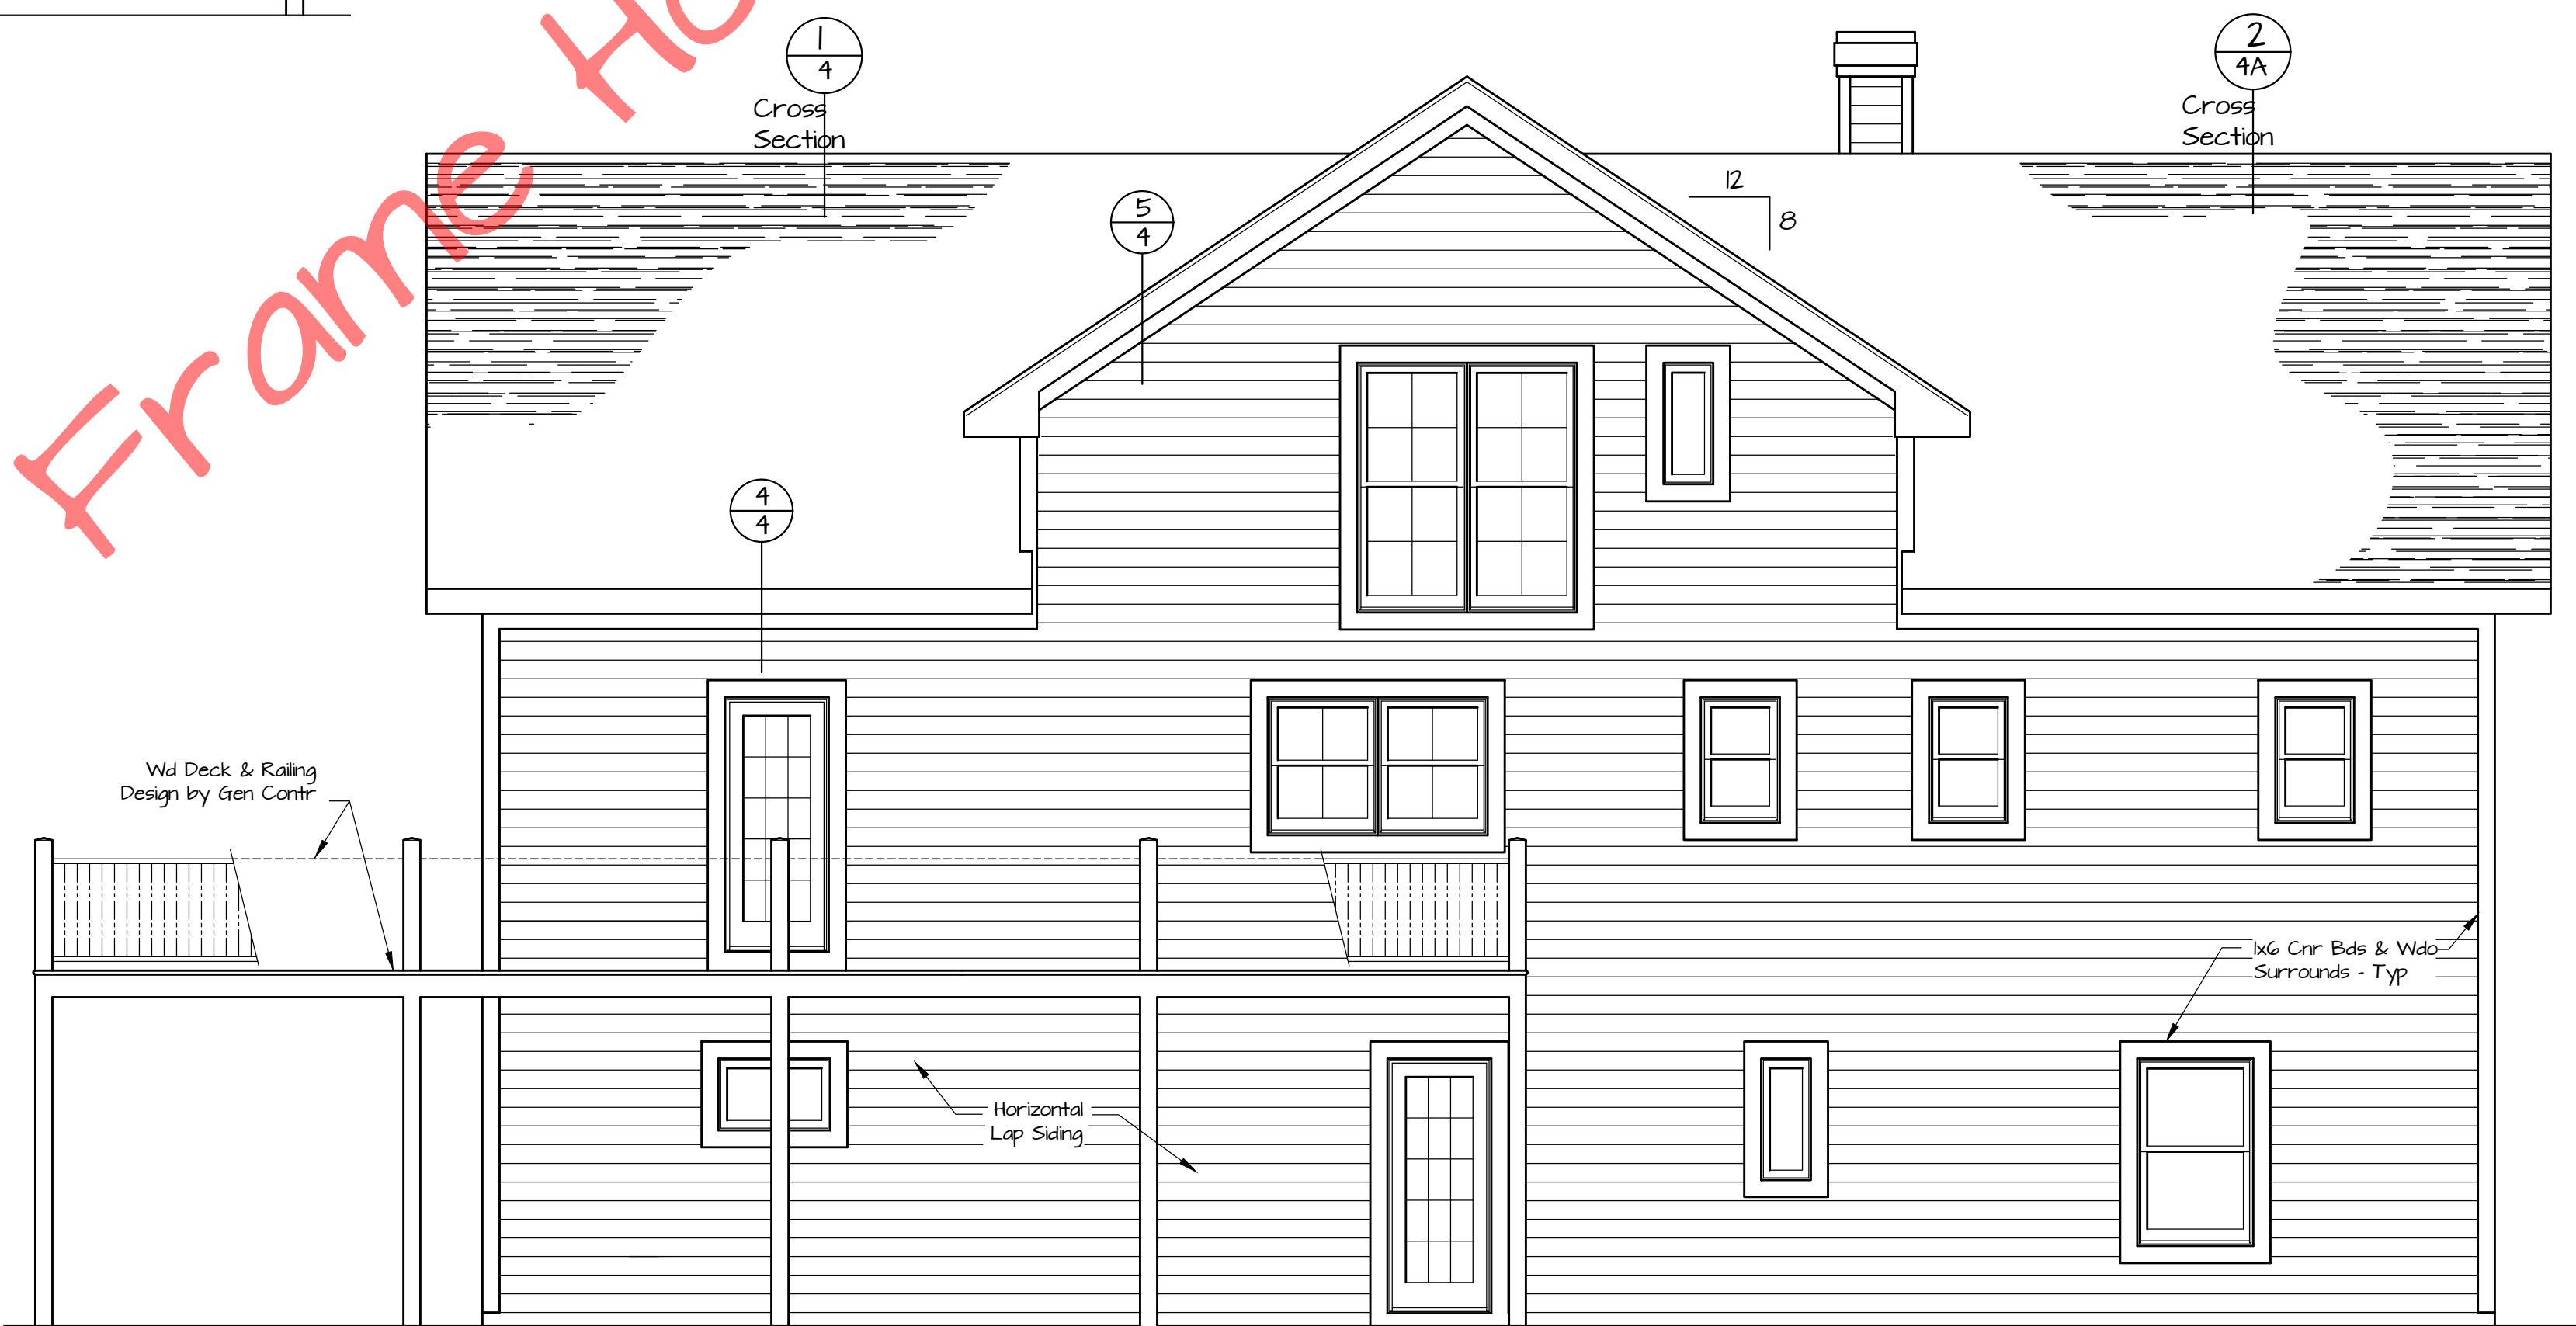 Frame Ho
1
4
Cross
Section
2
4A
Cross
Section
12
8
5
4
4
4
Wd Deck & Railing
Design by Gen Contr
1x6 Cnr Bds & Wdo
Surrounds - Typ
Horizontal
Lap Siding